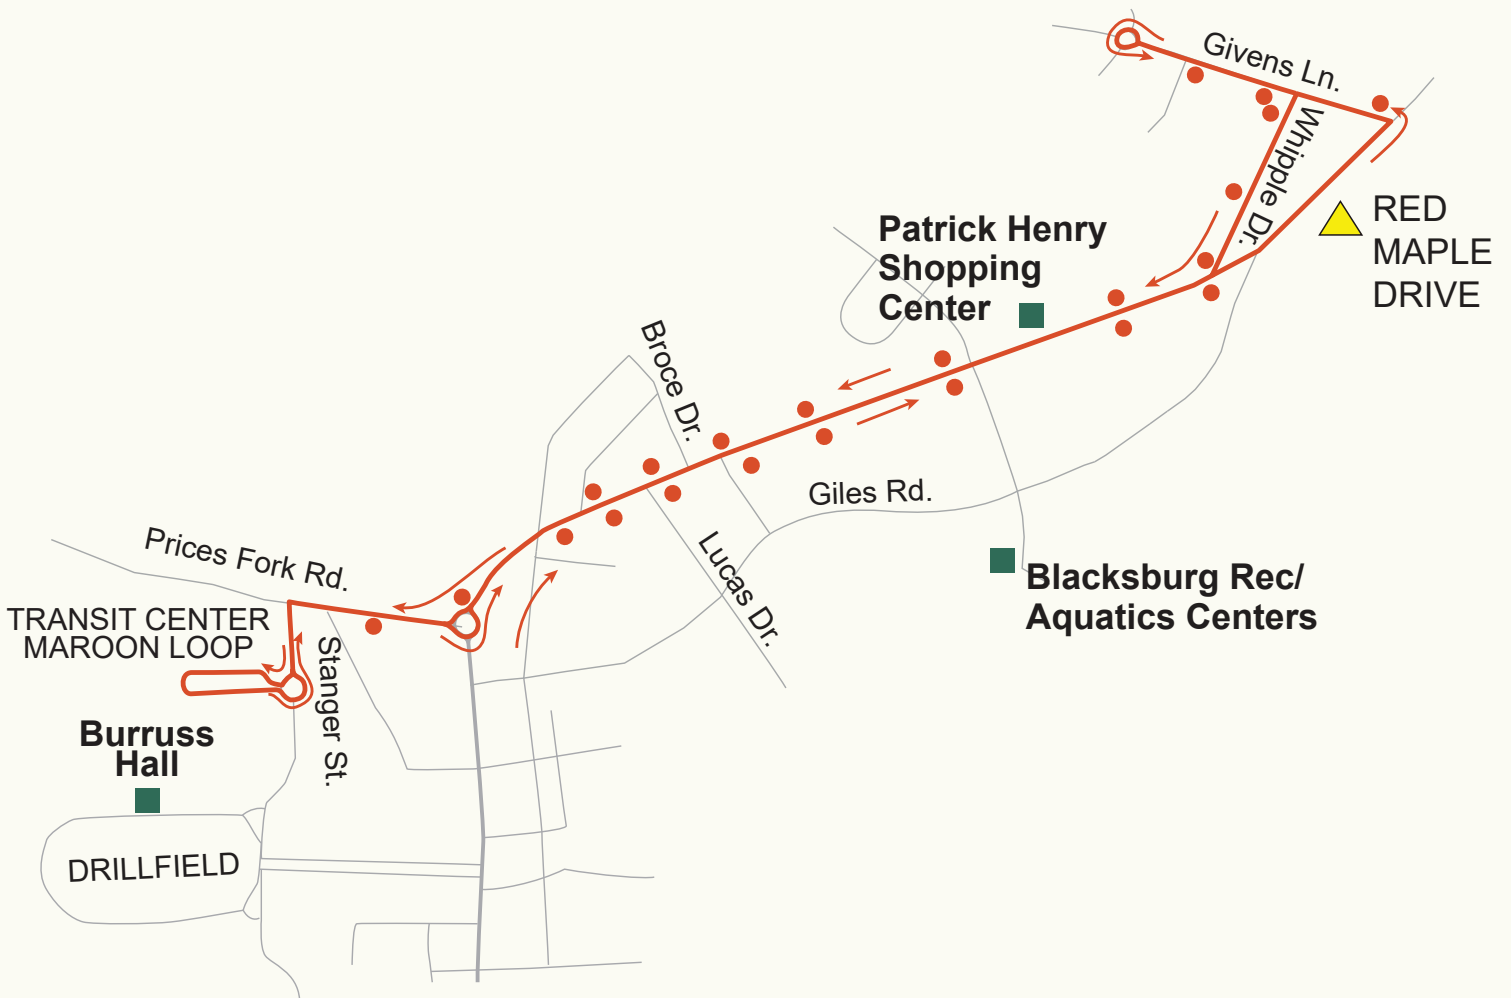 Givens Ln.
Whipple Dr.
RED
MAPLE
DRIVE
Patrick Henry
Shopping
Center
Broce Dr.
Giles Rd.
Lucas Dr.
Prices Fork Rd.
Blacksburg Rec/
Aquatics Centers
TRANSIT CENTER
MAROON LOOP
Stanger St.
Burruss
Hall
DRILLFIELD